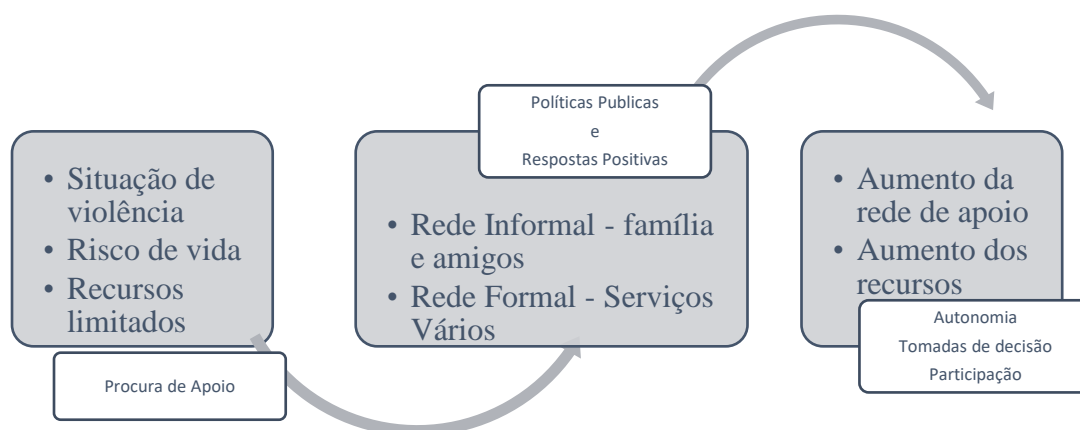 • Situação de
violência
• Risco de vida
• Recursos
limitados
Procura de Apoio
Políticas Publicas
e
Respostas Positivas
• Rede Informal - família
e amigos
• Rede Formal - Serviços
Vários
• Aumento da
rede de apoio
• Aumento dos
recursos
Autonomia
Tomadas de decisão
Participação